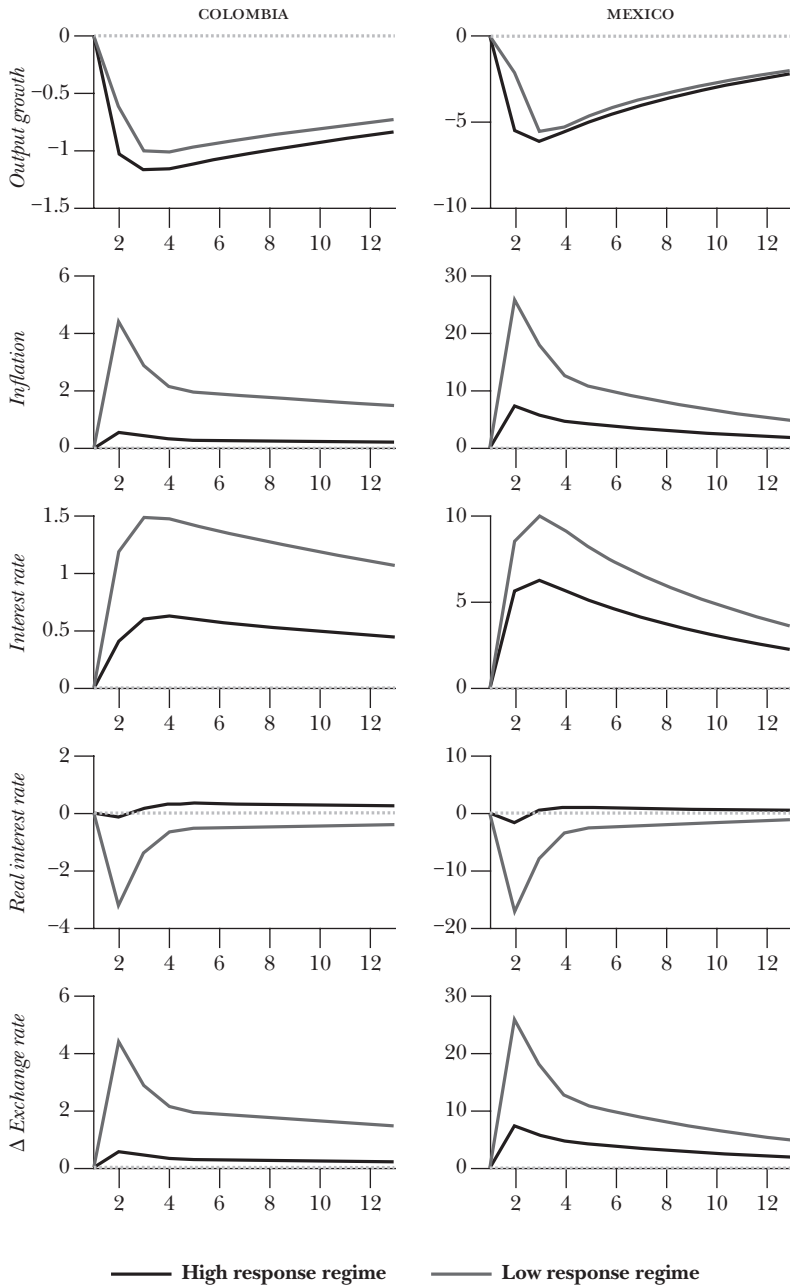 COLOMBIA
MEXICO
Output growth
0
−0.5
−1
−1.5
2 4 6 8 10 12
0
−5
−10
2 4 6 8 10 12
Inflation
6
4
2
0
2 4 6 8 10 12
30
20
10
0
2 4 6 8 10 12
Interest rate
1.5
1
0.5
0
2 4 6 8 10 12
10
5
0
2 4 6 8 10 12
Real interest rate
2
0
−2
−4
2 4 6 8 10 12
10
0
−10
−20
2 4 6 8 10 12
Δ Exchange rate
6
4
2
0
2 4 6 8 10 12
30
20
10
0
2 4 6 8 10 12
High response regime
Low response regime